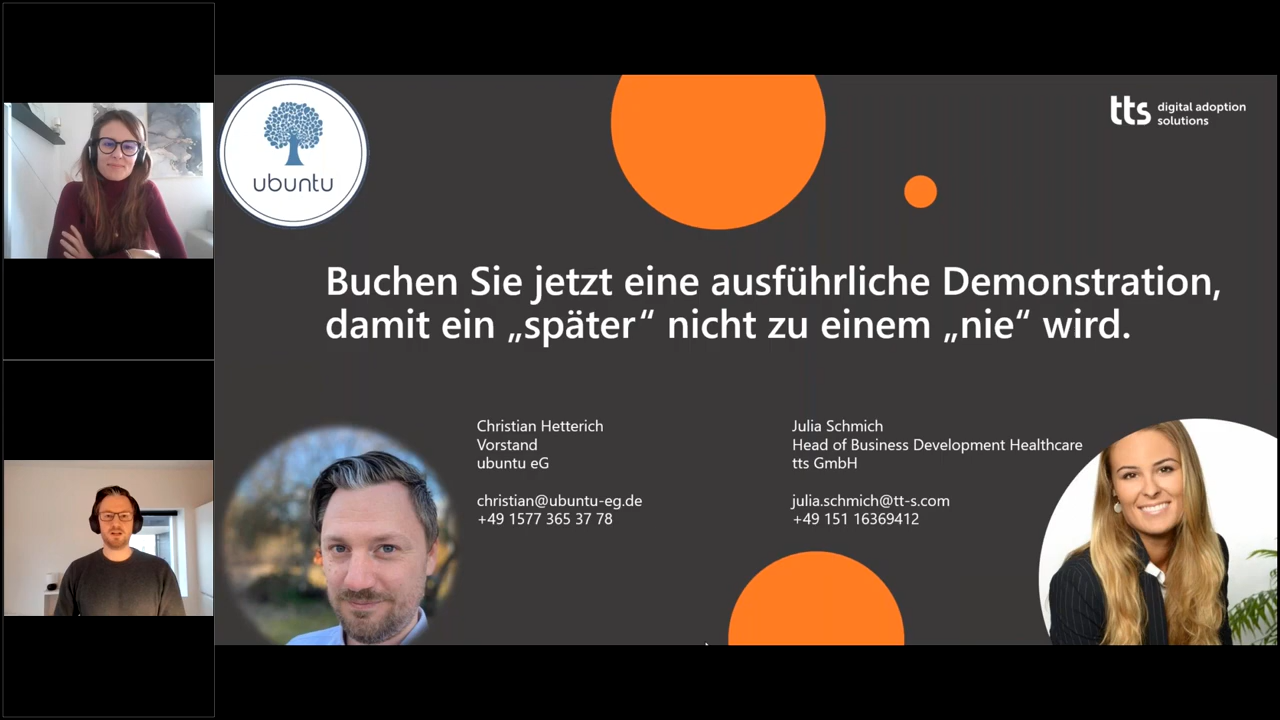 ubuntu
tts digital adoption
solutions
Buchen Sie jetzt eine ausführliche Demonstration,
damit ein „später“ nicht zu einem „nie“ wird.
Christian Hetterich
Vorstand
ubuntu eG
christian@ubuntu-eg.de
+49 1577 365 37 78
Julia Schmich
Head of Business Development Healthcare
tts GmbH
julia.schmich@tt-s.com
+49 151 16369412